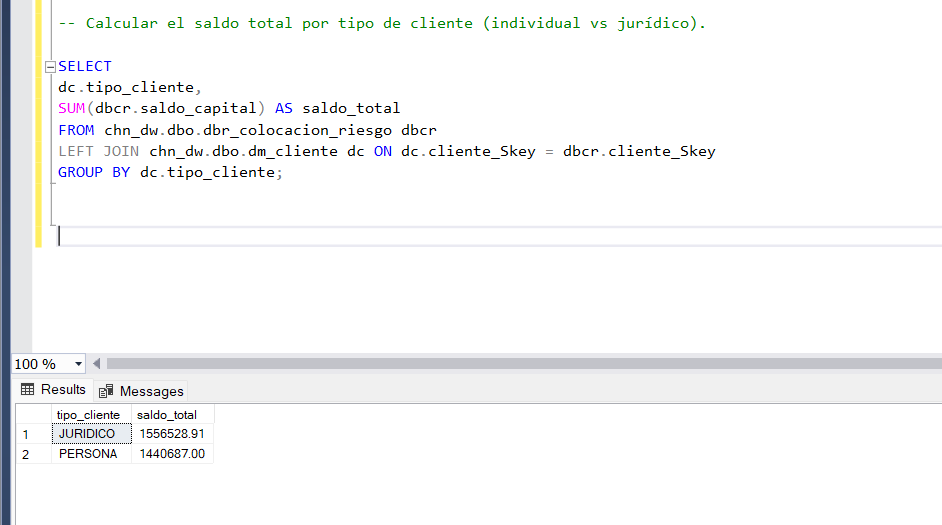 -- Calcular el saldo total por tipo de cliente (individual vs jurídico).
SELECT
dc.tipo_cliente,
SUM(dbcr.saldo_capital) AS saldo_total
FROM chn_dw.dbo.dbr_colocacion_riesgo dbcr
LEFT JOIN chn_dw.dbo.dm_cliente dc ON dc.cliente_Skey = dbcr.cliente_Skey
GROUP BY dc.tipo_cliente;
100 %
Results Messages
tipo_cliente saldo_total
1 JURIDICO 1556528.91
2 PERSONA 1440687.00